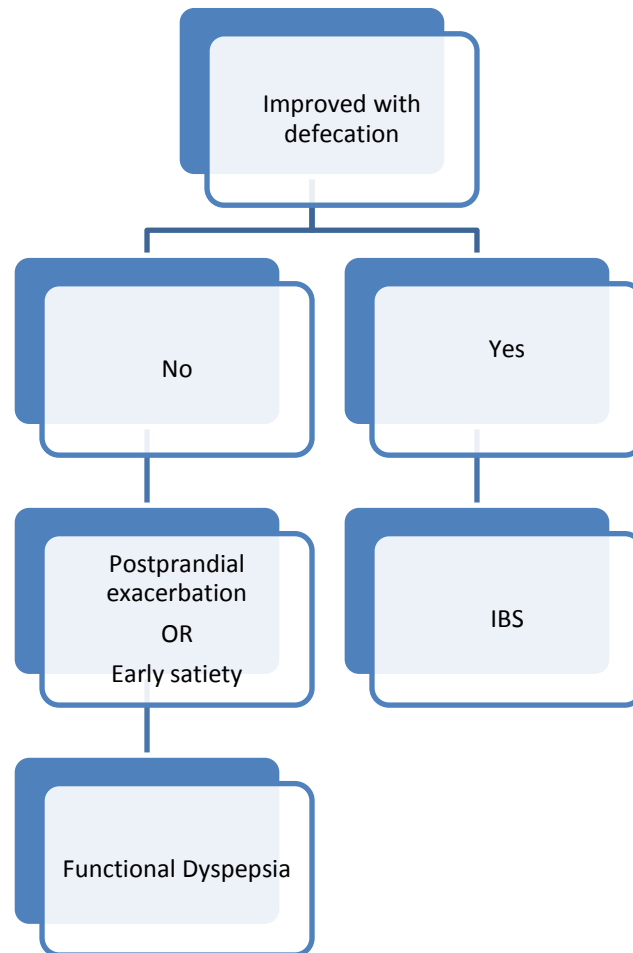 Improved with
defecation
No
Yes
Postprandial
exacerbation
OR
Early satiety
IBS
Functional Dyspepsia